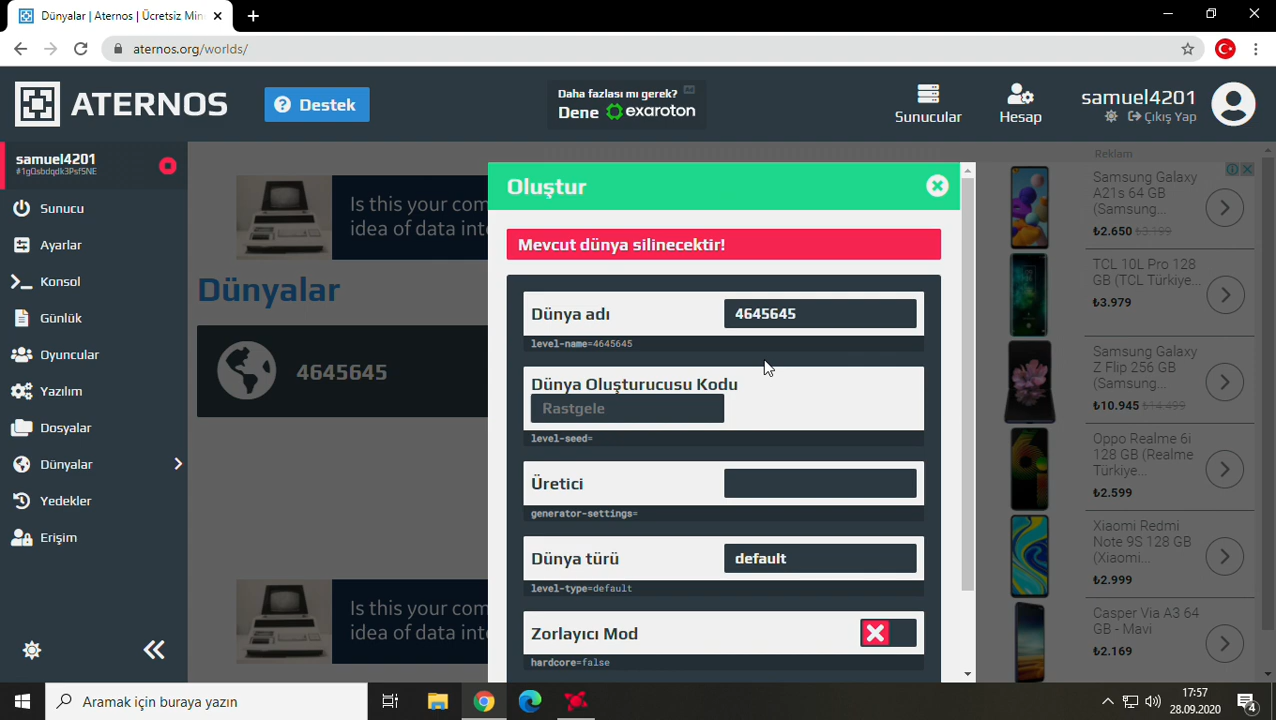 Dünyalar | Aternos | Ücretsiz Min
aternos.org/worlds/
ATERNOS
Destek
Daha fazlası mı gerek?
Ad
Dene exaroton
Sunucular
Hesap
samuel4201
Çıkış Yap
samuel4201
Sunucu
Ayarlar
Konsol
Günlük
Oyuncular
Yazılım
Dosyalar
Dünyalar
Yedekler
Erişim
Is this your com
idea of data inte
Dünyalar
4645645
Is this your com
idea of data inte
Oluştur
Mevcut dünya silinecektir!
Dünya adı
4645645
level-name=4645645
Dünya Oluşturucusu Kodu
Rastgele
level-seed=
Üretici
generator-settings=
Dünya türü
default
level-type=default
Zorlayıcı Mod
hardcore=false
Reklam
Samsung Galaxy
A21s 64 GB
(Samsung...
₺2.650 ₺3.199
TCL 10L Pro 128
GB (TCL Türkiye...
₺3.979
Samsung Galaxy
Z Flip 256 GB
(Samsung...
₺10.945 ₺14.499
Oppo Realme 6i
128 GB (Realme
Türkiye...
₺2.599
Xiaomi Redmi
Note 9S 128 GB
(Xiaomi...
₺2.999
Casper Via A3 64
GB - Mavi
₺2.169
Aramak için buraya yazın
17:57
28.09.2020
4